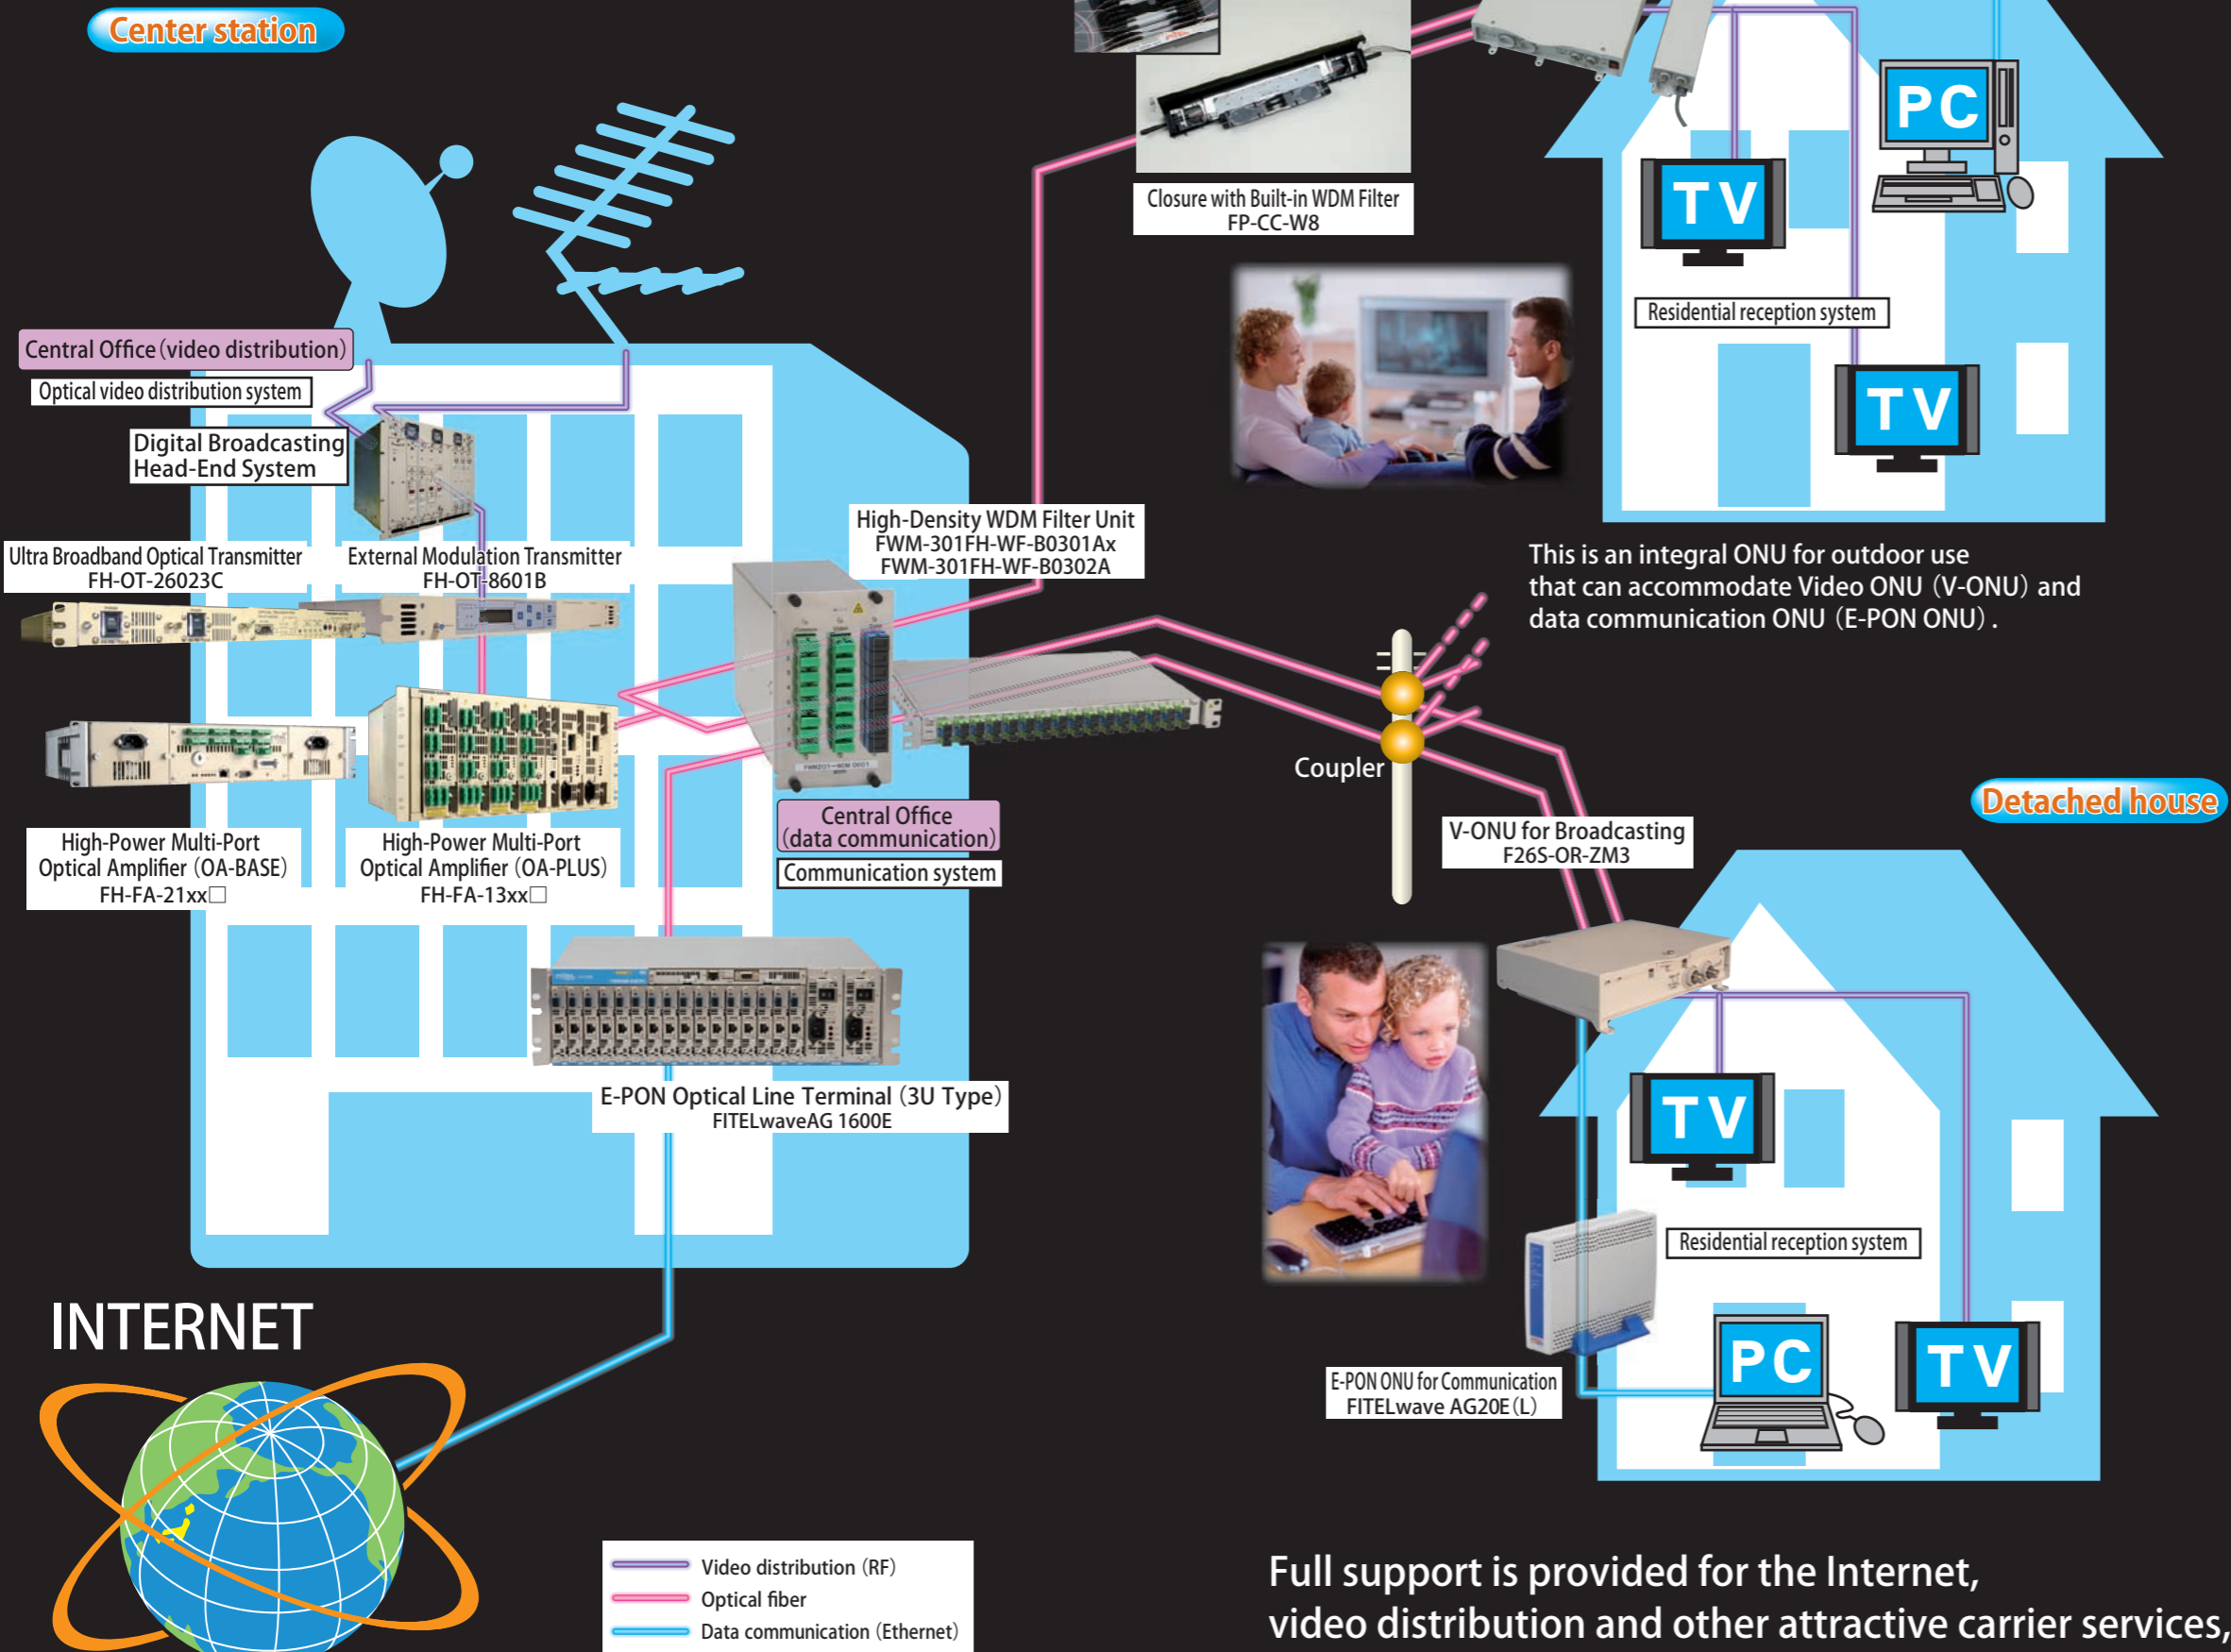 Center station
Closure with Built-in WDM Filter
FP-CC-W8
PC
TV
Residential reception system
TV
Central Office（video distribution）
Optical video distribution system
Digital Broadcasting
Head-End System
Ultra Broadband Optical Transmitter
FH-OT-26023C
External Modulation Transmitter
FH-OT-8601B
High-Density WDM Filter Unit
FWM-301FH-WF-B0301Ax
FWM-301FH-WF-B0302A
This is an integral ONU for outdoor use
that can accommodate Video ONU（V-ONU）and
data communication ONU（E-PON ONU）.
Coupler
Detached house
High-Power Multi-Port
Optical Amplifier（OA-BASE）
FH-FA-21xx□
High-Power Multi-Port
Optical Amplifier（OA-PLUS）
FH-FA-13xx□
Central Office
（data communication）
Communication system
V-ONU for Broadcasting
F26S-OR-ZM3
E-PON Optical Line Terminal（3U Type）
FITELwaveAG 1600E
TV
Residential reception system
PC
TV
E-PON ONU for Communication
FITELwave AG20E（L）
INTERNET
Video distribution（RF）
Optical fiber
Data communication（Ethernet）
Full support is provided for the Internet,
video distribution and other attractive carrier services,